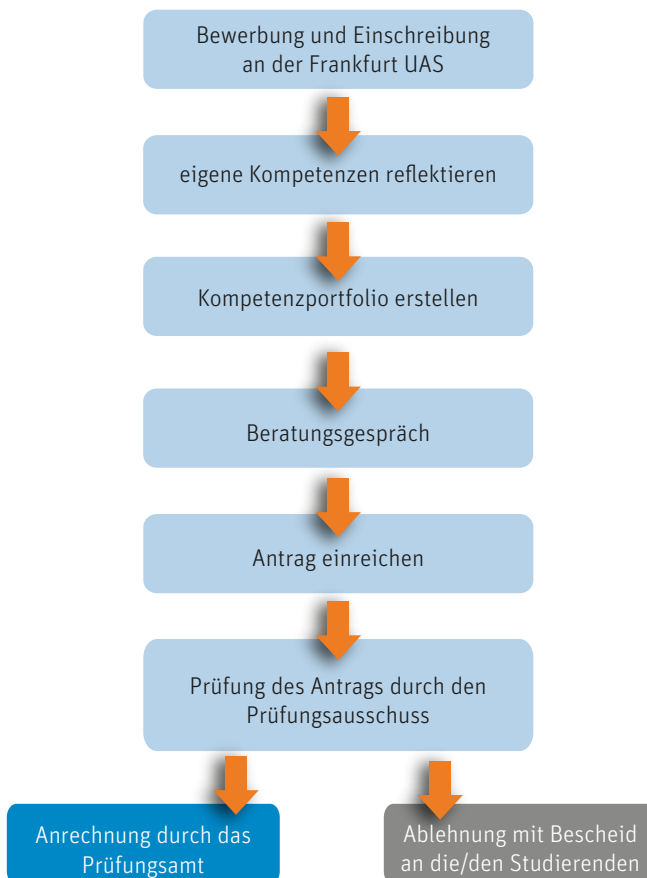 Bewerbung und Einschreibung
an der Frankfurt UAS
eigene Kompetenzen reflektieren
Kompetenzportfolio erstellen
Beratungsgespräch
Antrag einreichen
Prüfung des Antrags durch den
Prüfungsausschuss
Anrechnung durch das
Prüfungsamt
Ablehnung mit Bescheid
an die/den Studierenden